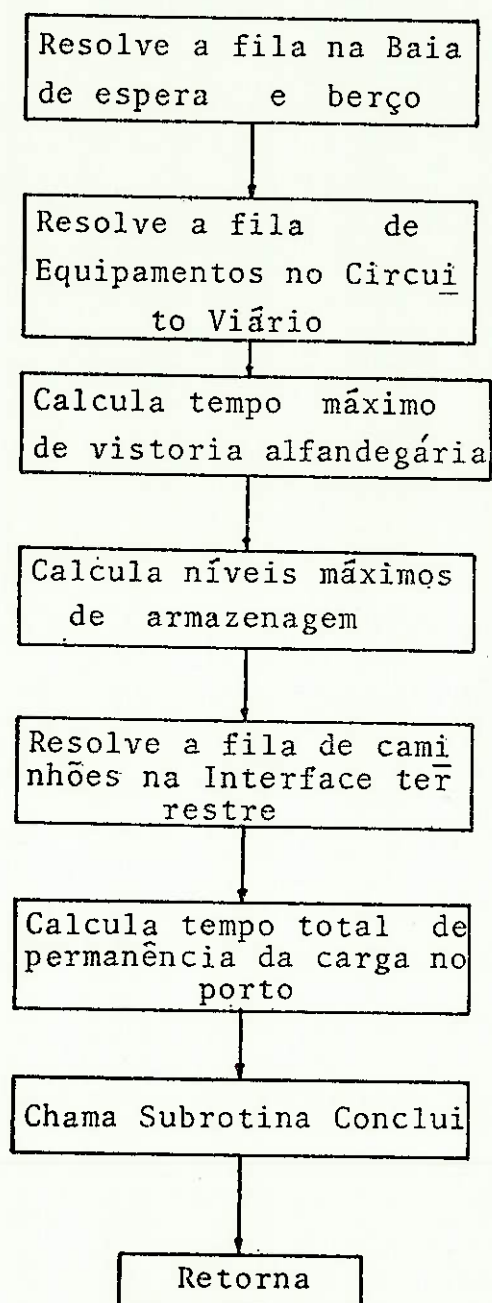 Resolve a fila na Baia
de espera e berço
Resolve a fila de
Equipamentos no Circui
to Viário
Calcula tempo máximo
de vistoria alfandegária
Calcula níveis máximos
de armazenagem
Resolve a fila de cami
nhões na Interface ter
restre
Calcula tempo total de
permanência da carga no
porto
Chama Subrotina Conclui
Retorna